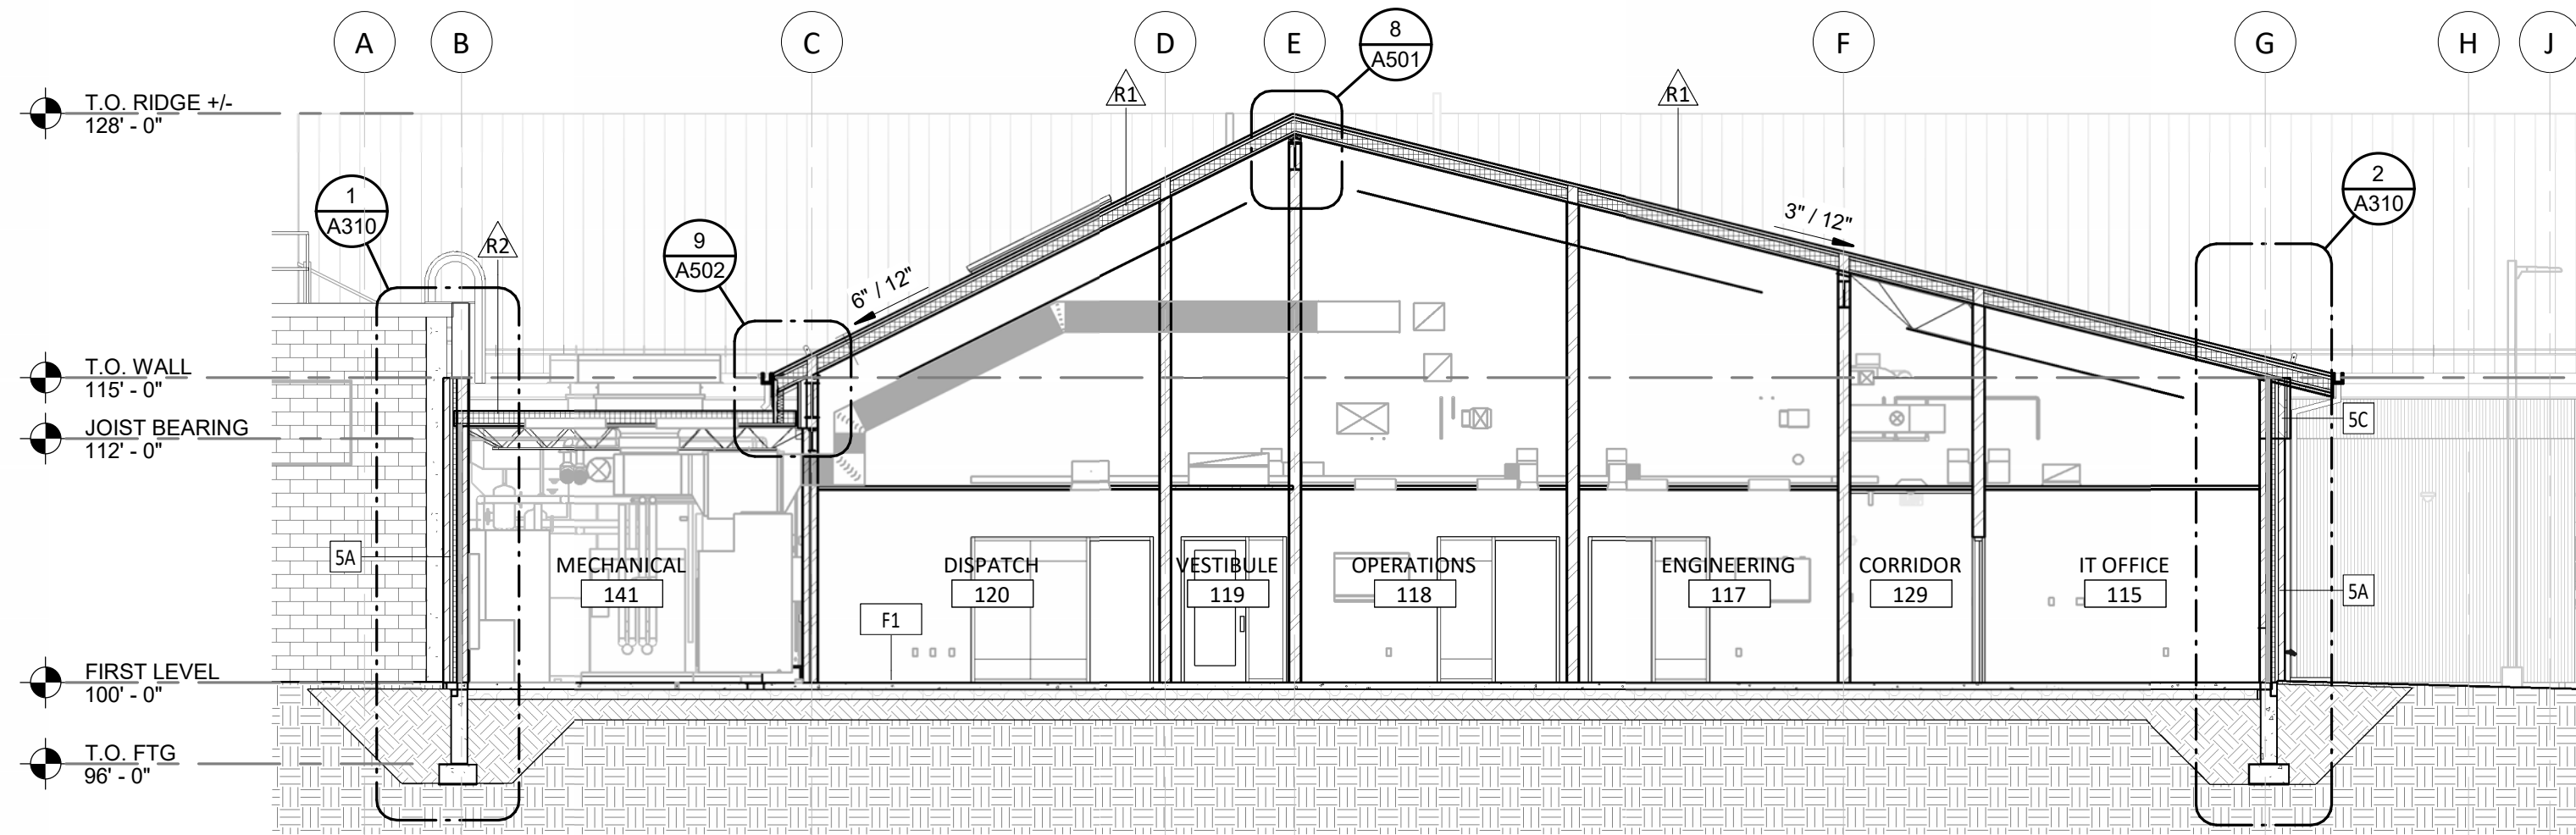 A B C D E F G H J
8
A501
T.O. RIDGE +/-
128' - 0"
R1
R1
1
A310
R2
9
A502
6" / 12"
3" / 12"
2
A310
T.O. WALL
115' - 0"
JOIST BEARING
112' - 0"
5C
5A
MECHANICAL
141
DISPATCH
120
VESTIBULE
119
OPERATIONS
118
ENGINEERING
117
CORRIDOR
129
IT OFFICE
115
5A
F1
FIRST LEVEL
100' - 0"
T.O. FTG
96' - 0"